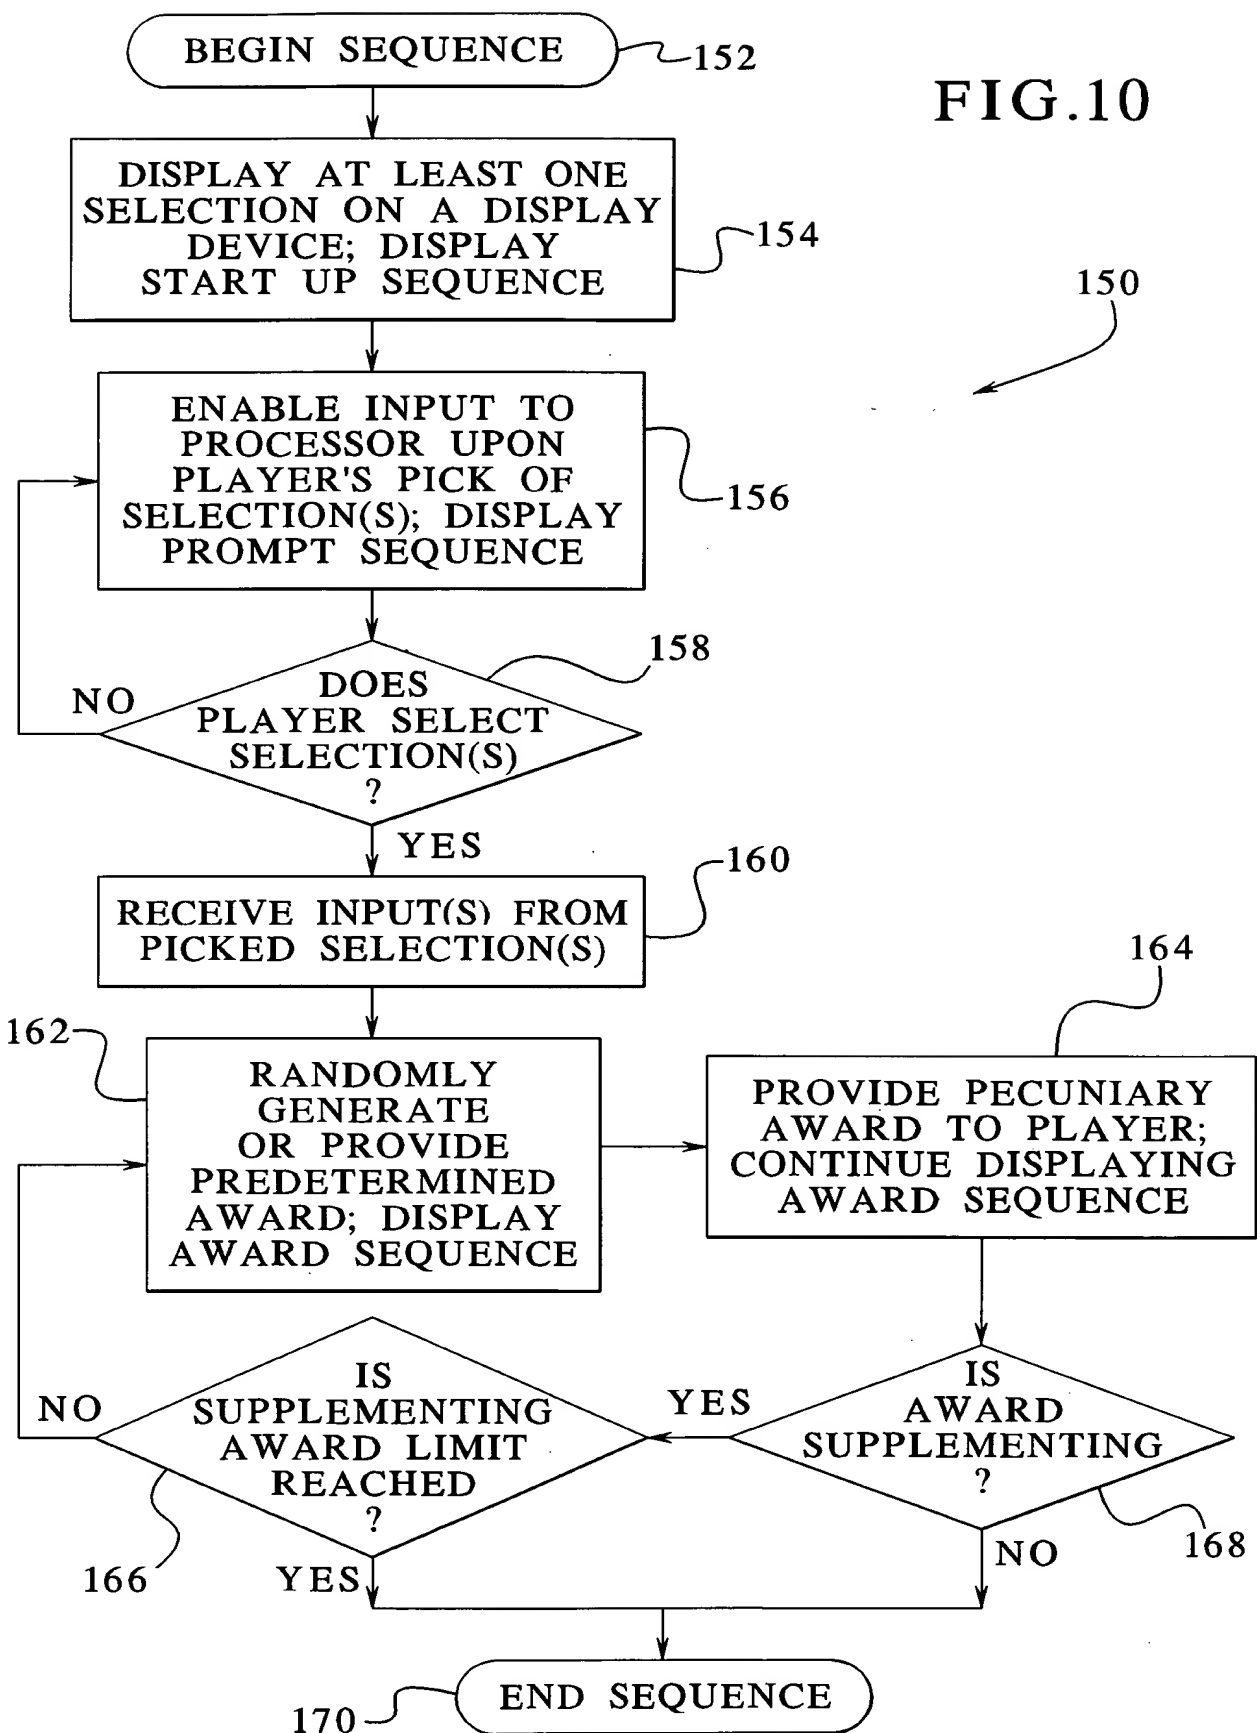 BEGIN SEQUENCE
152
FIG.10
DISPLAY AT LEAST ONE
SELECTION ON A DISPLAY
DEVICE; DISPLAY
START UP SEQUENCE
154
150
ENABLE INPUT TO
PROCESSOR UPON
PLAYER'S PICK OF
SELECTION(S); DISPLAY
PROMPT SEQUENCE
156
158
DOES
PLAYER SELECT
SELECTION(S)
?
NO
YES
160
RECEIVE INPUT(S) FROM
PICKED SELECTION(S)
162
RANDOMLY
GENERATE
OR PROVIDE
PREDETERMINED
AWARD; DISPLAY
AWARD SEQUENCE
164
PROVIDE PECUNIARY
AWARD TO PLAYER;
CONTINUE DISPLAYING
AWARD SEQUENCE
IS
AWARD
SUPPLEMENTING
?
168
YES
NO
IS
SUPPLEMENTING
AWARD LIMIT
REACHED
?
166
NO
YES
END SEQUENCE
170